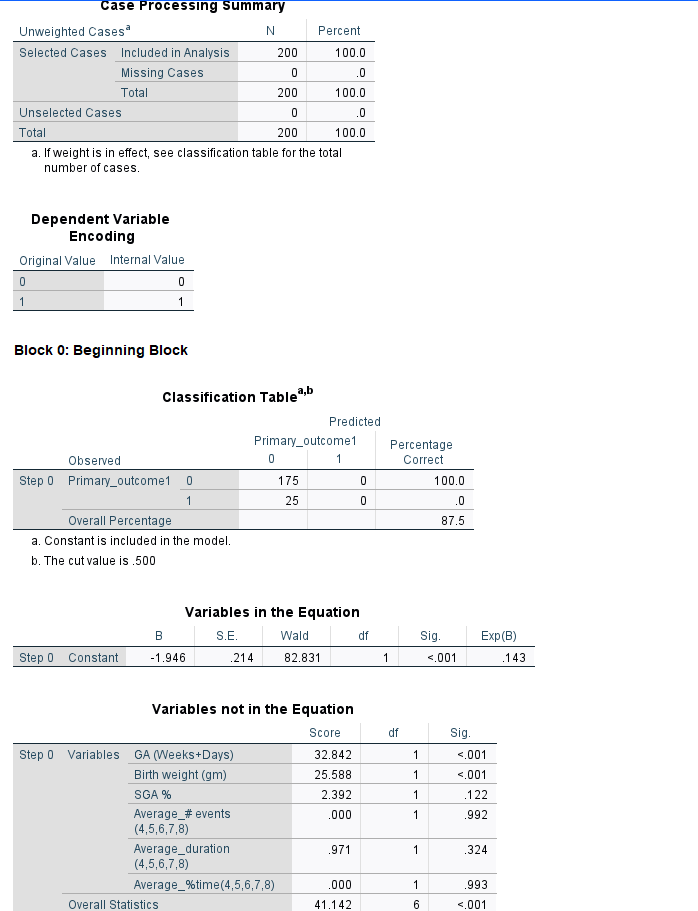 Case Processing Summary
Unweighted Casesa N Percent
Selected Cases Included in Analysis 200 100.0
Missing Cases 0 .0
Total 200 100.0
Unselected Cases 0 .0
Total 200 100.0
a. If weight is in effect, see classification table for the total
number of cases.
Dependent Variable
Encoding
Original Value Internal Value
0 0
1 1
Block 0: Beginning Block
Classification Tablea,b
Predicted
Primary_outcome1 Percentage
Observed 0 1 Correct
Step 0 Primary_outcome1 0 175 0 100.0
1 25 0 .0
Overall Percentage 87.5
a. Constant is included in the model.
b. The cut value is .500
Variables in the Equation
B S.E. Wald df Sig. Exp(B)
Step 0 Constant -1.946 .214 82.831 1 <.001 .143
Variables not in the Equation
Score df Sig.
Step 0 Variables GA (Weeks+Days) 32.842 1 <.001
Birth weight (gm) 25.588 1 <.001
SGA % 2.392 1 .122
Average_# events .000 1 .992
(4,5,6,7,8)
Average_duration .971 1 .324
(4,5,6,7,8)
Average_%time(4,5,6,7,8) .000 1 .993
Overall Statistics 41.142 6 <.001